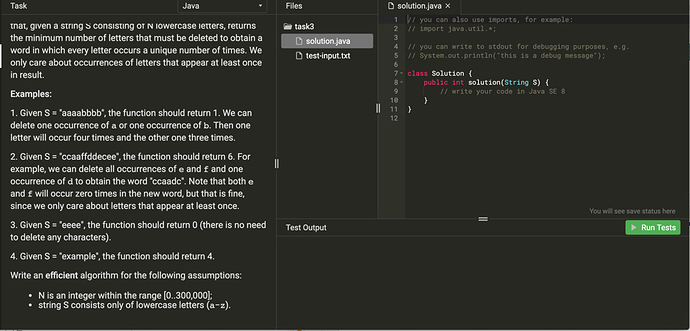 Task
Java
that, given a string S consisting of N lowercase letters, returns
the minimum number of letters that must be deleted to obtain a
word in which every letter occurs a unique number of times. We
only care about occurrences of letters that appear at least once
in result.
Examples:
1. Given S = "aaaabbbb", the function should return 1. We can
delete one occurrence of a or one occurrence of b. Then one
letter will occur four times and the other one three times.
2. Given S = "ccaaffddecee", the function should return 6. For
example, we can delete all occurrences of e and f and one
occurrence of d to obtain the word "ccaadc". Note that both e
and f will occur zero times in the new word, but that is fine,
since we only care about letters that appear at least once.
3. Given S = "eeee", the function should return 0 (there is no need
to delete any characters).
4. Given S = "example", the function should return 4.
Write an efficient algorithm for the following assumptions:
• N is an integer within the range [0..300,000];
• string S consists only of lowercase letters (a-z).
Files
task3
solution.java
test-input.txt
solution.java ×
1 // you can also use imports, for example:
2 // import java.util.*;
3
4 // you can write to stdout for debugging purposes, e.g.
5 // System.out.println("this is a debug message");
6
7 class Solution {
8 public int solution(String S) {
9 // write your code in Java SE 8
10 }
11 }
12
You will see save status here
Test Output
Run Tests